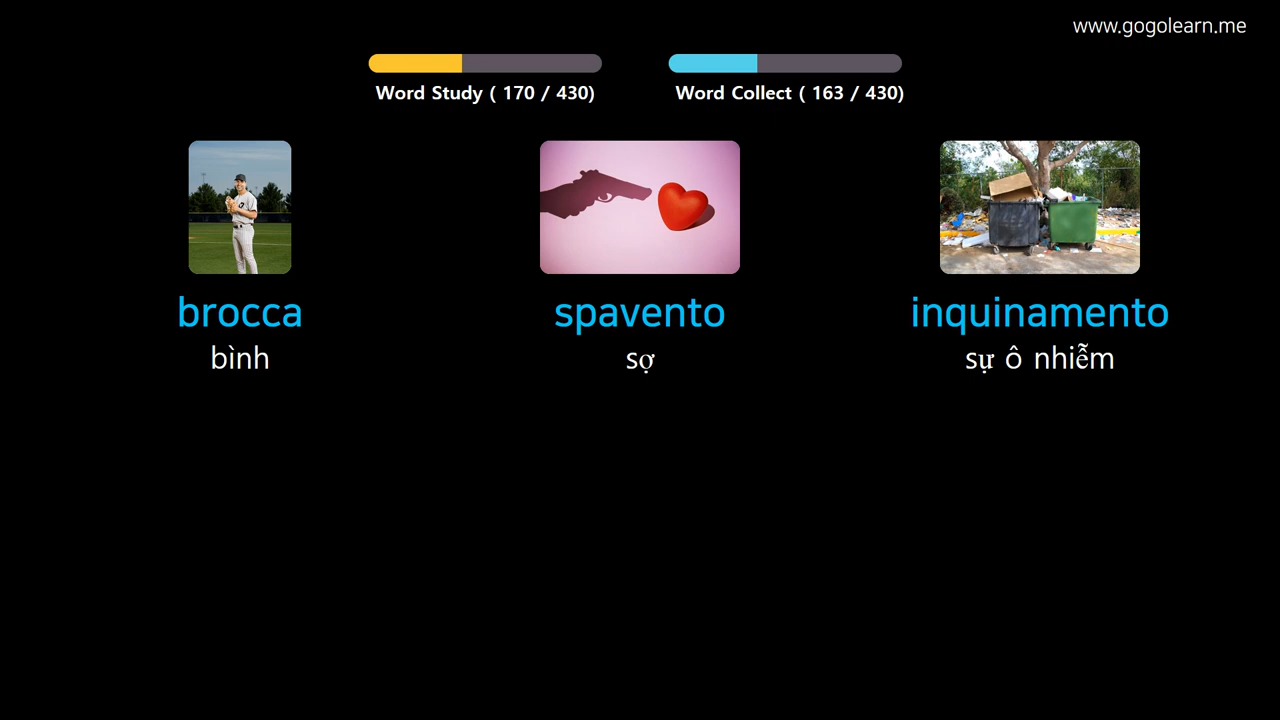 www.gogolearn.me
Word Study ( 170 / 430)
Word Collect ( 163 / 430)
brocca
bình
spavento
sợ
inquinamento
sự ô nhiễm